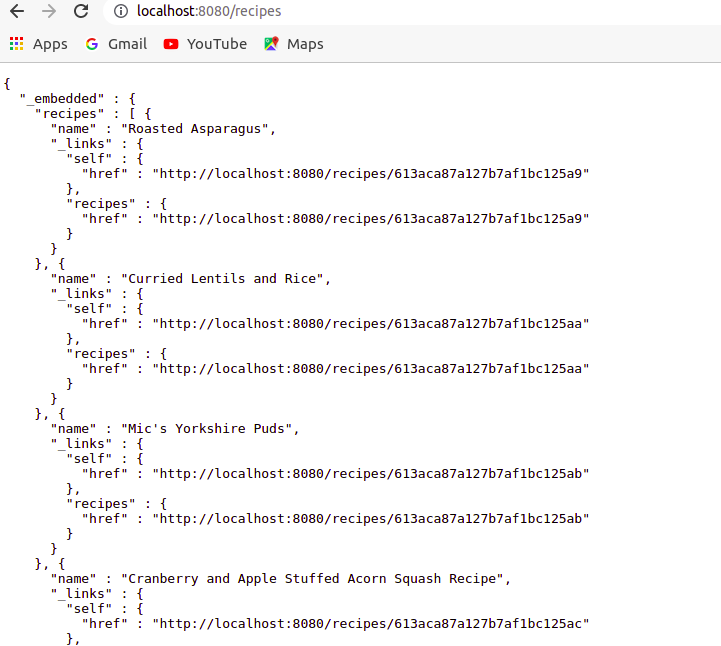 localhost:8080/recipes
Apps Gmail YouTube Maps
{
  "_embedded" : {
    "recipes" : [ {
      "name" : "Roasted Asparagus",
      "_links" : {
        "self" : {
          "href" : "http://localhost:8080/recipes/613aca87a127b7af1bc125a9"
        },
        "recipes" : {
          "href" : "http://localhost:8080/recipes/613aca87a127b7af1bc125a9"
        }
      }
    }, {
      "name" : "Curried Lentils and Rice",
      "_links" : {
        "self" : {
          "href" : "http://localhost:8080/recipes/613aca87a127b7af1bc125aa"
        },
        "recipes" : {
          "href" : "http://localhost:8080/recipes/613aca87a127b7af1bc125aa"
        }
      }
    }, {
      "name" : "Mic's Yorkshire Puds",
      "_links" : {
        "self" : {
          "href" : "http://localhost:8080/recipes/613aca87a127b7af1bc125ab"
        },
        "recipes" : {
          "href" : "http://localhost:8080/recipes/613aca87a127b7af1bc125ab"
        }
      }
    }, {
      "name" : "Cranberry and Apple Stuffed Acorn Squash Recipe",
      "_links" : {
        "self" : {
          "href" : "http://localhost:8080/recipes/613aca87a127b7af1bc125ac"
        },